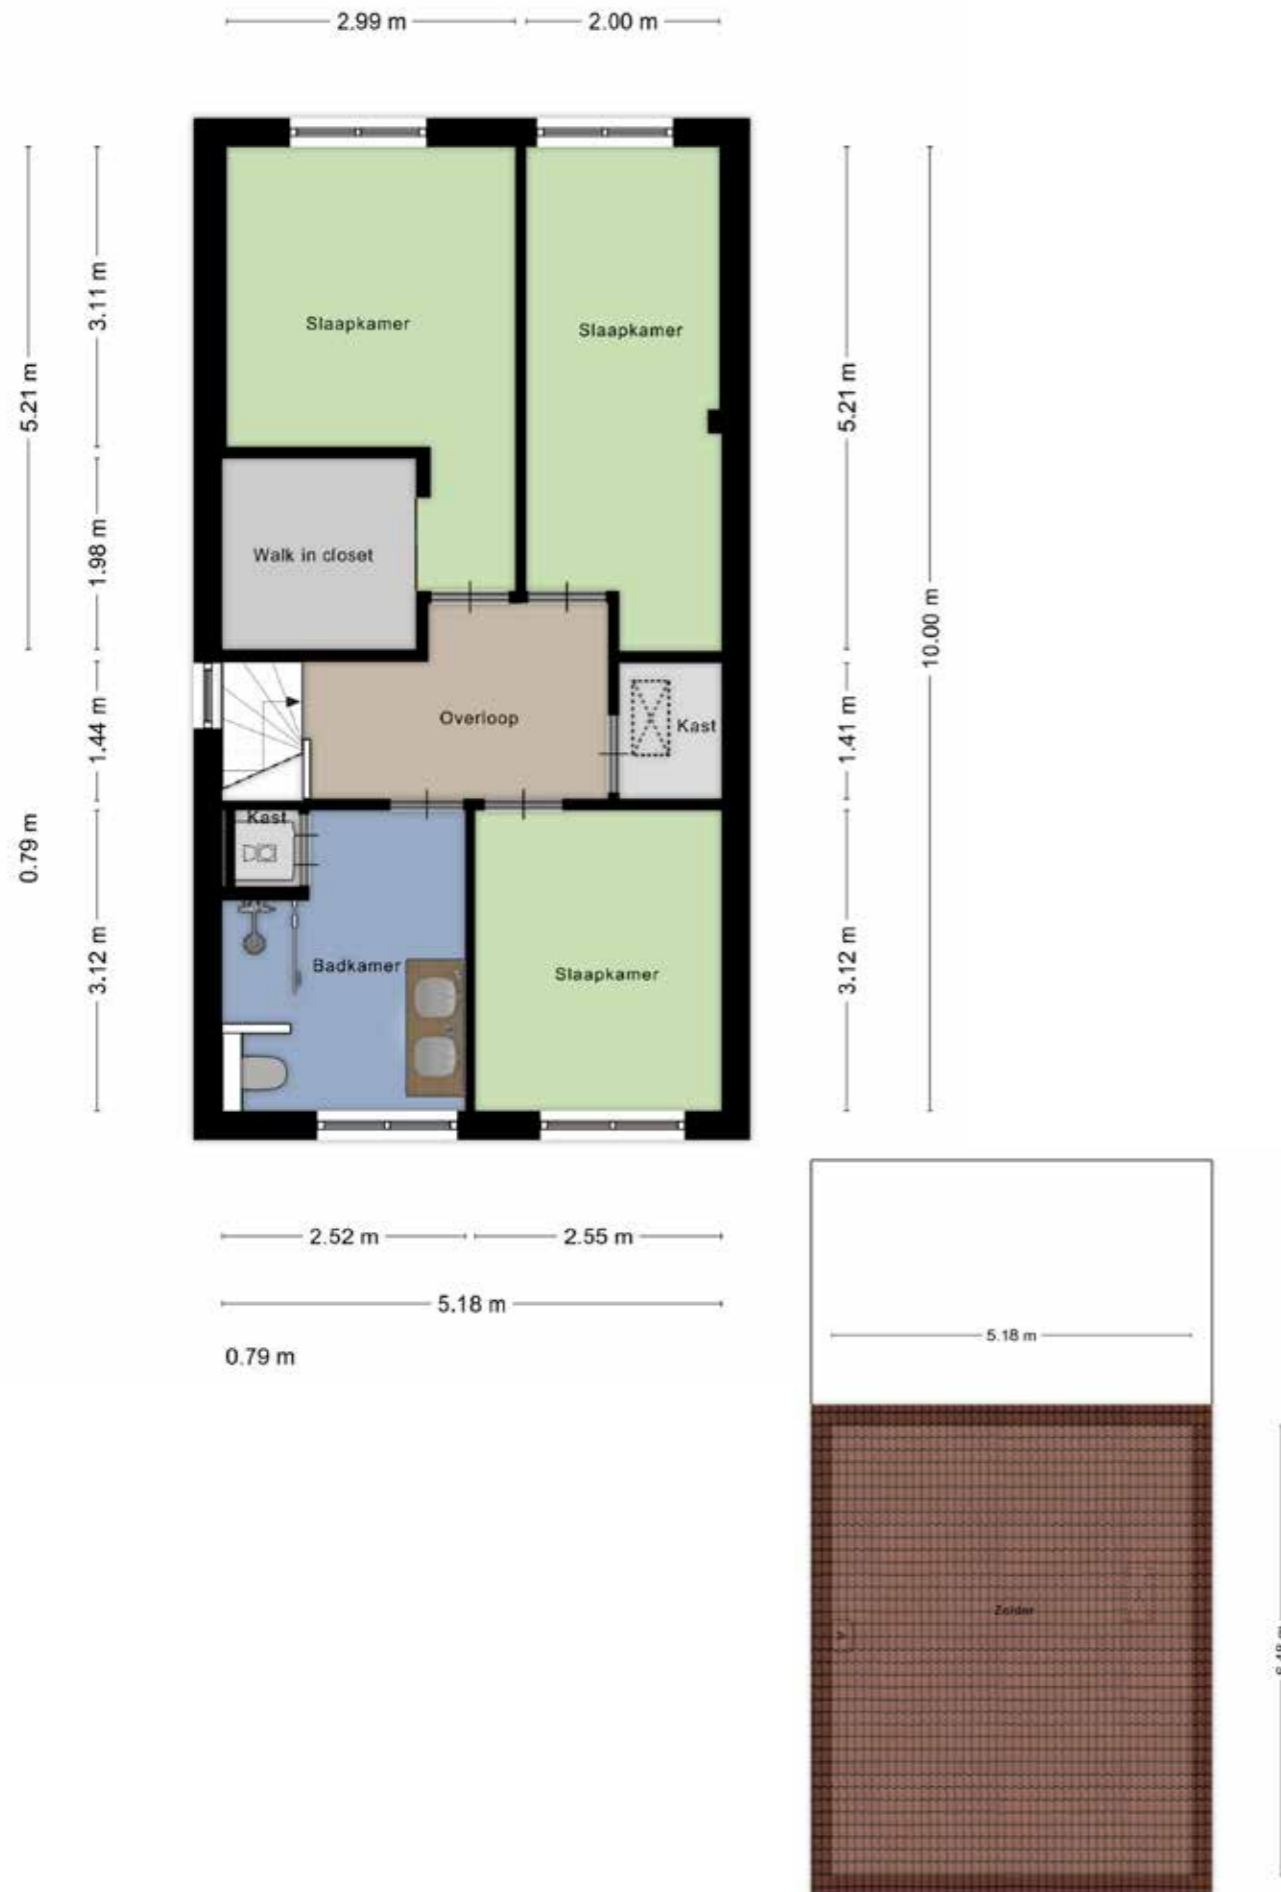 2.99 m
2.00 m
5.21 m
3.11 m
Slaapkamer
Slaapkamer
5.21 m
1.98 m
Walk in closet
10.00 m
1.44 m
Overloop
Kast
1.41 m
0.79 m
Kast
3.12 m
Badkamer
Slaapkamer
3.12 m
2.52 m
2.55 m
5.18 m
0.79 m
5.18 m
Zolder